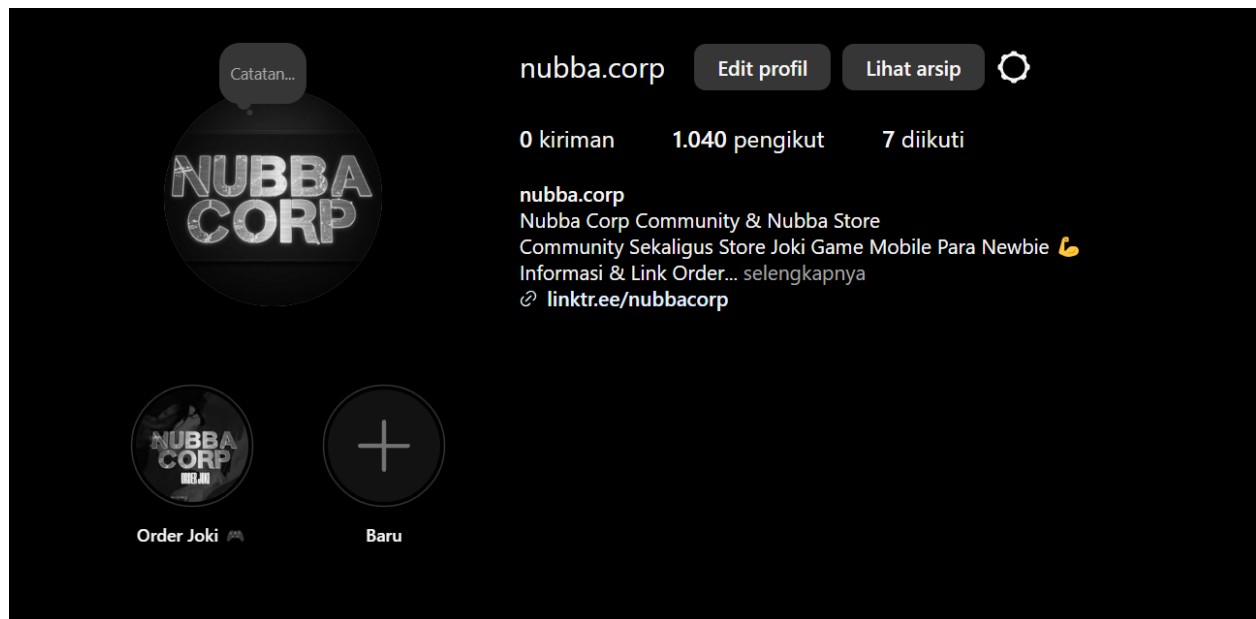 Catatan...
NUBBA
CORP
nubba.corp Edit profil Lihat arsip
0 kiriman 1.040 pengikut 7 diikuti
nubba.corp
Nubba Corp Community & Nubba Store
Community Sekaligus Store Joki Game Mobile Para Newbie 💪
Informasi & Link Order... selengkapnya
linktr.ee/nubbacorp
NUBBA
CORP
ORDER JOKI
Order Joki 🎮
Baru